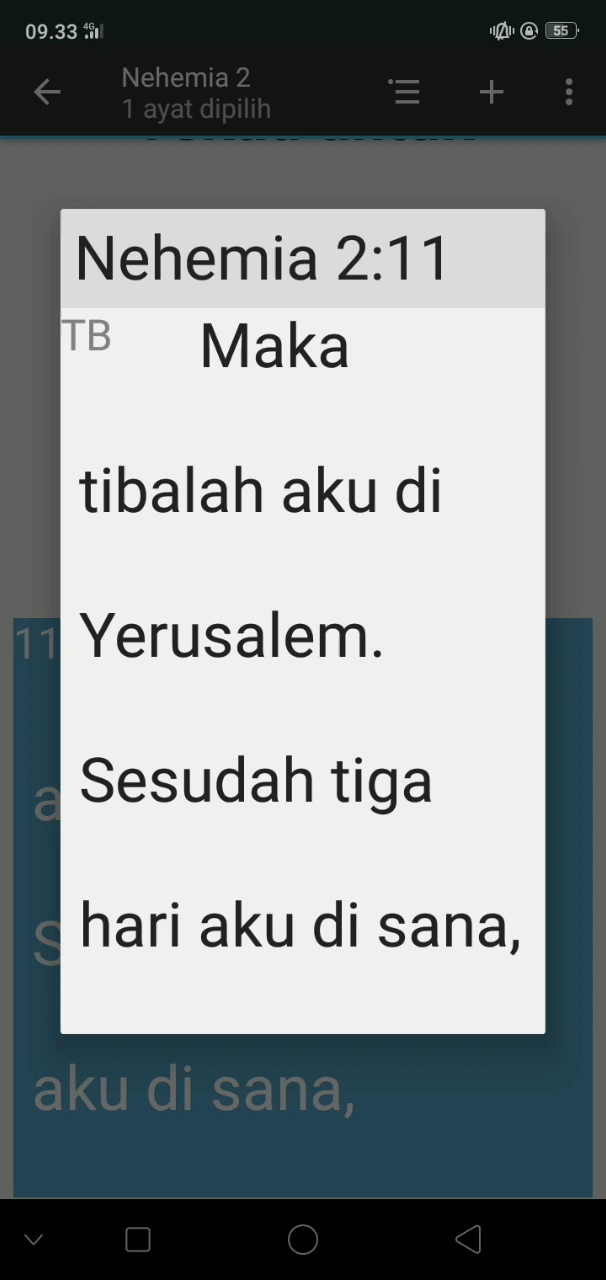 09.33 4G 55
Nehemia 2
1 ayat dipilih
Nehemia 2:11
TB Maka
tibalah aku di
Yerusalem.
Sesudah tiga
hari aku di sana,
11
a
S
aku di sana,